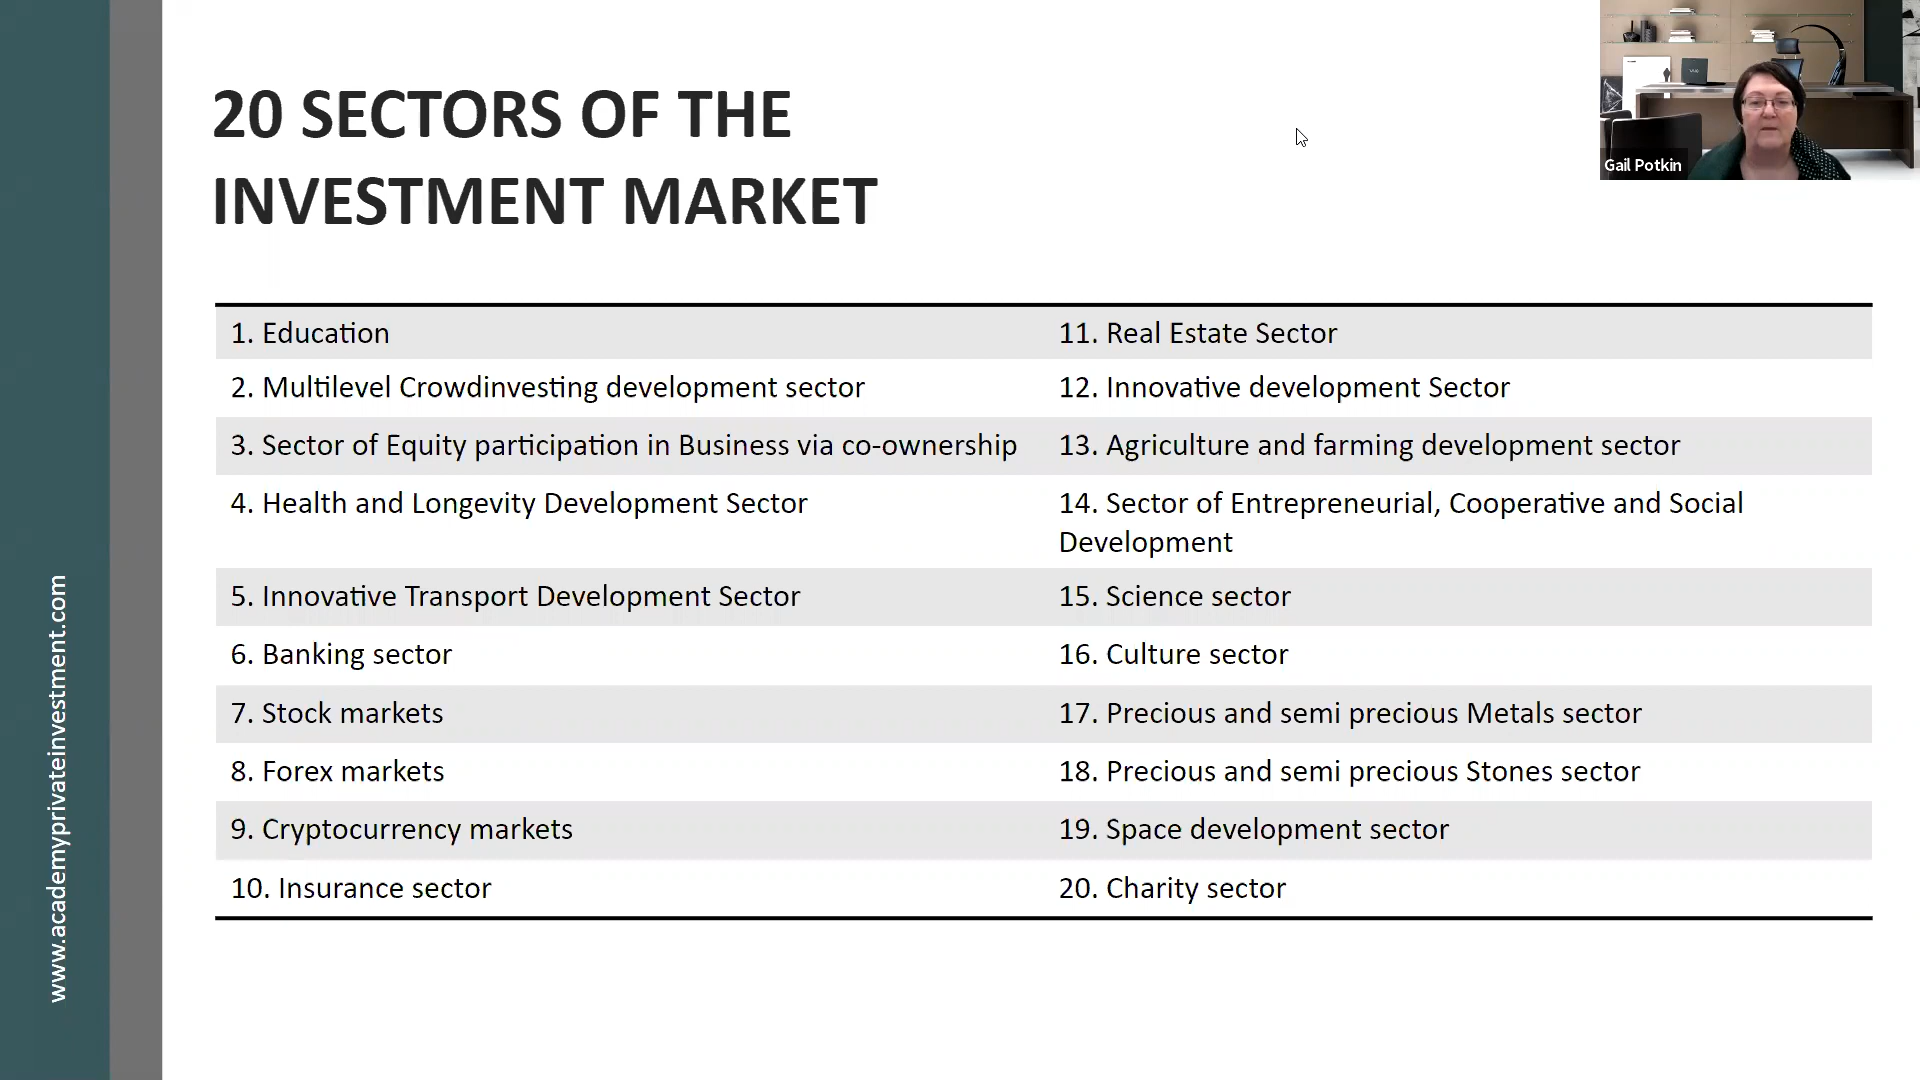 20 SECTORS OF THE
INVESTMENT MARKET
Gail Potkin
1. Education
11. Real Estate Sector
2. Multilevel Crowdinvesting development sector
12. Innovative development Sector
3. Sector of Equity participation in Business via co-ownership
13. Agriculture and farming development sector
4. Health and Longevity Development Sector
14. Sector of Entrepreneurial, Cooperative and Social
Development
5. Innovative Transport Development Sector
15. Science sector
6. Banking sector
16. Culture sector
7. Stock markets
17. Precious and semi precious Metals sector
8. Forex markets
18. Precious and semi precious Stones sector
9. Cryptocurrency markets
19. Space development sector
10. Insurance sector
20. Charity sector
www.academyprivateinvestment.com